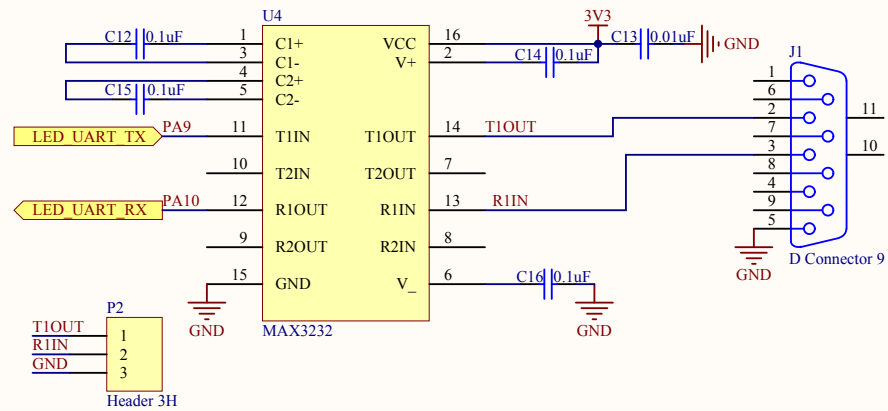 U4
3V3
C12 0.1uF
1 C1+ VCC 16
C13 0.01uF
GND
J1
3 C1- V+ 2
C14 0.1uF
4 C2+
C15 0.1uF
5 C2-
1
6
2
7
3
8
4
9
5
11
10
LED_UART_TX PA9 11 T1IN T1OUT 14 T1OUT
10 T2IN T2OUT 7
LED_UART_RX PA10 12 R1OUT R1IN 13 R1IN
9 R2OUT R2IN 8
GND
D Connector 9
15 GND V_ 6
C16 0.1uF
GND
GND
MAX3232
P2
T1OUT 1
R1IN 2
GND 3
Header 3H